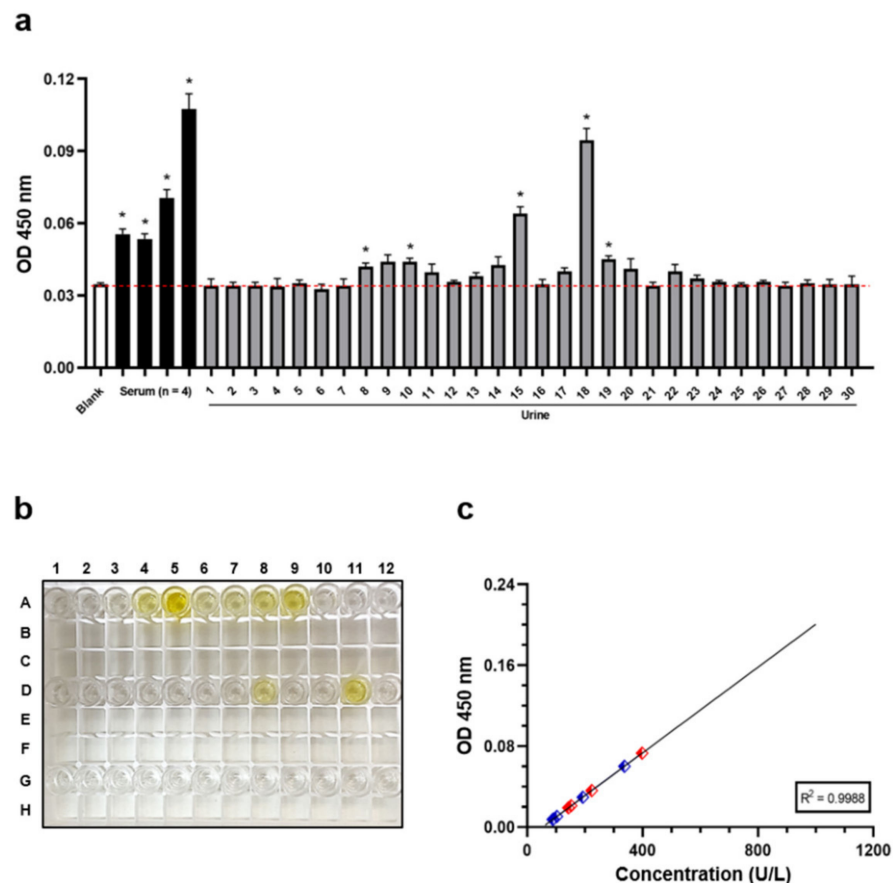 a
0.12
0.09
0.06
0.03
0.00
OD 450 nm
* * * * * * * * *
Blank Serum (n = 4) 1 2 3 4 5 6 7 8 9 10 11 12 13 14 15 16 17 18 19 20 21 22 23 24 25 26 27 28 29 30
Urine
b
1 2 3 4 5 6 7 8 9 10 11 12
A
B
C
D
E
F
G
H
c
0.24
0.16
0.08
0.00
OD 450 nm
R² = 0.9988
0 400 800 1200
Concentration (U/L)